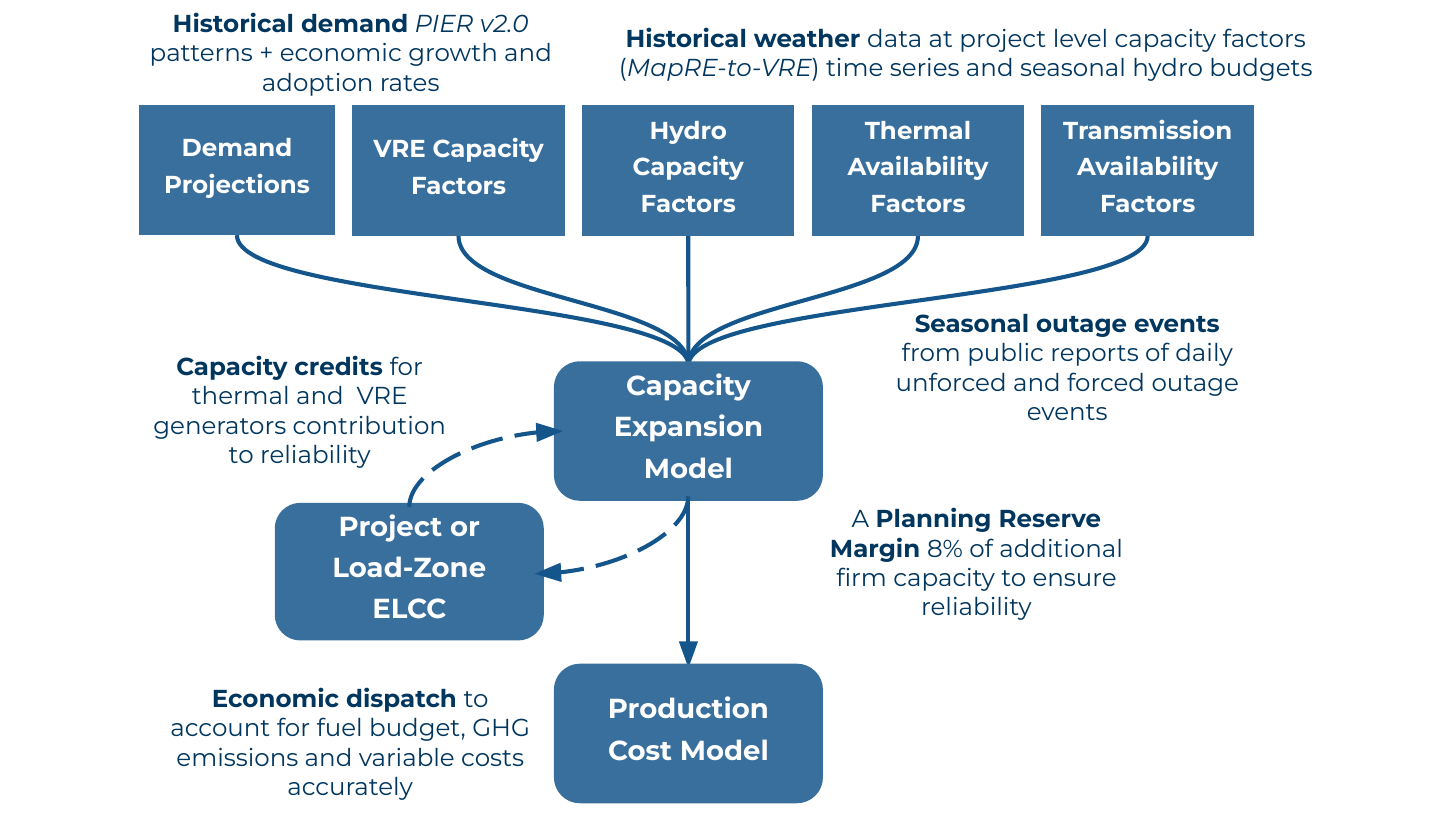 Historical demand PIER v2.0
patterns + economic growth and
adoption rates
Historical weather data at project level capacity factors
(MapRE-to-VRE) time series and seasonal hydro budgets
Demand
Projections
VRE Capacity
Factors
Hydro
Capacity
Factors
Thermal
Availability
Factors
Transmission
Availability
Factors
Seasonal outage events
from public reports of daily
unforced and forced outage
events
Capacity credits for
thermal and VRE
generators contribution
to reliability
Capacity
Expansion
Model
Project or
Load-Zone
ELCC
A Planning Reserve
Margin 8% of additional
firm capacity to ensure
reliability
Economic dispatch to
account for fuel budget, GHG
emissions and variable costs
accurately
Production
Cost Model